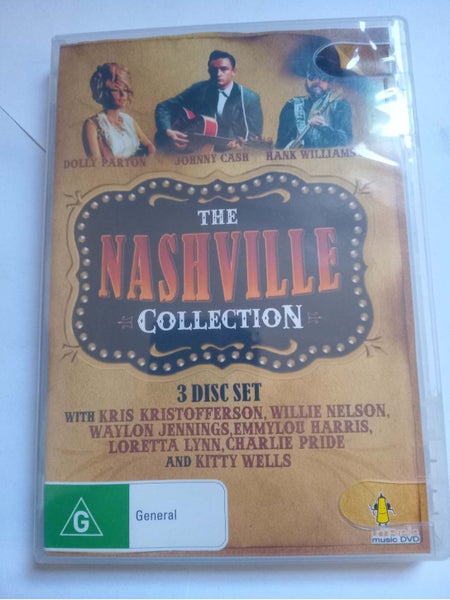 DOLLY PARTON JOHNNY CASH HANK WILLIAMS
THE
NASHVILLE
COLLECTION
3 DISC SET
WITH KRIS KRISTOFFERSON, WILLIE NELSON,
WAYLON JENNINGS, EMMYLOU HARRIS,
LORETTA LYNN, CHARLIE PRIDE
AND KITTY WELLS
G
General
music DVD